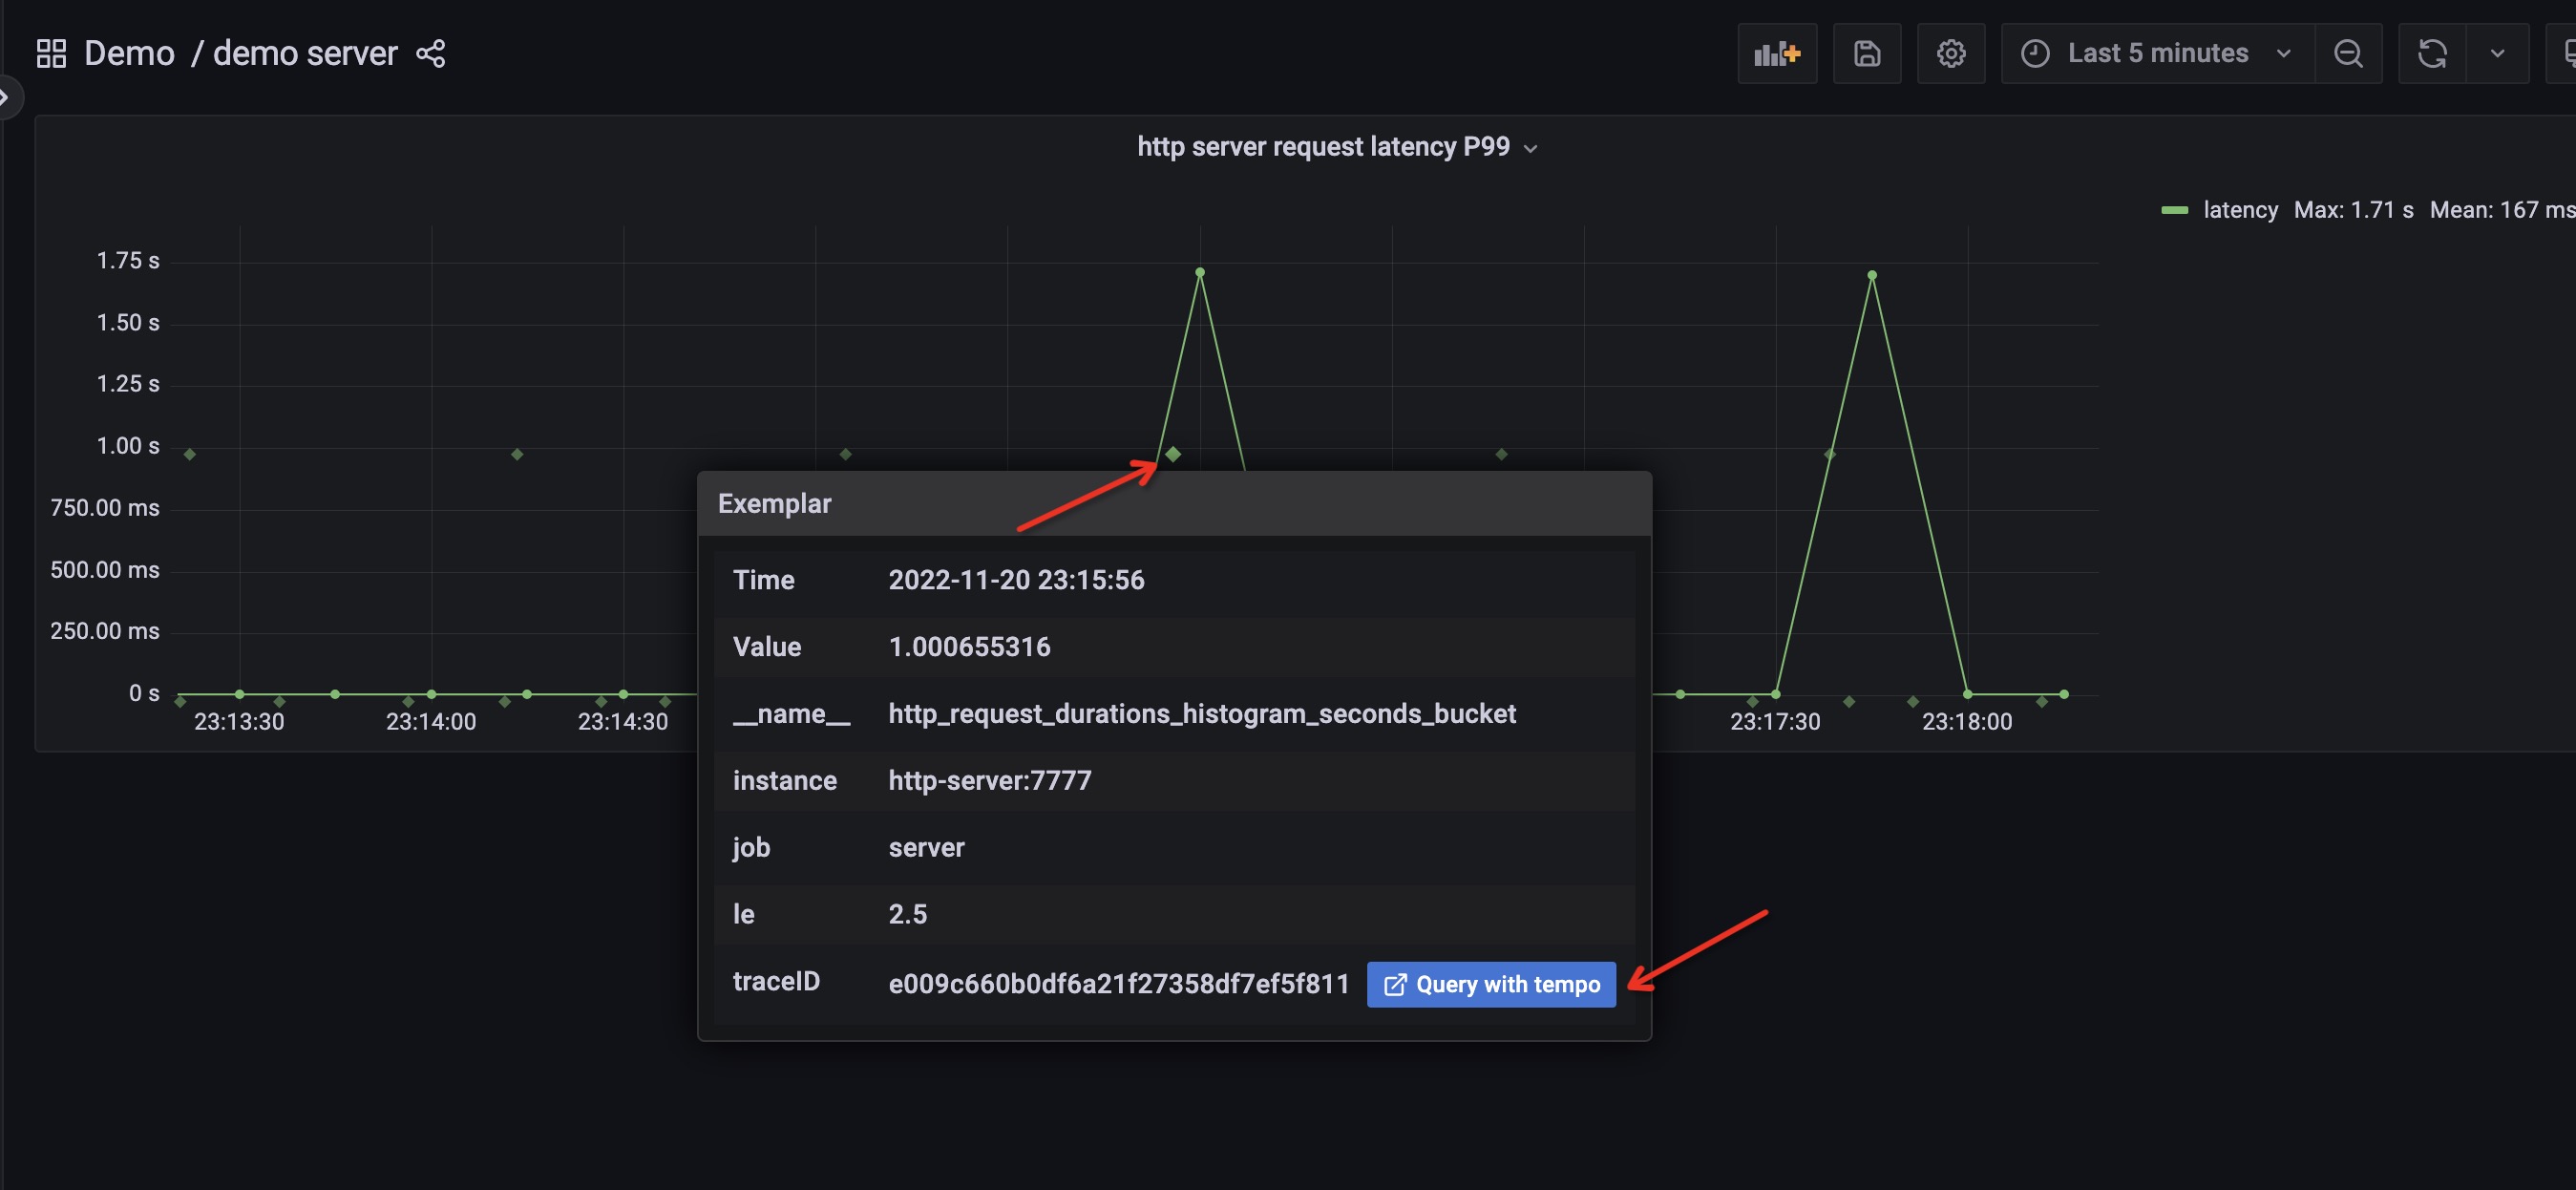 Demo / demo server
Last 5 minutes
http server request latency P99
latency Max: 1.71 s Mean: 167 ms
1.75 s
1.50 s
1.25 s
1.00 s
750.00 ms
500.00 ms
250.00 ms
0 s
23:13:30
23:14:00
23:14:30
23:17:30
23:18:00
Exemplar
Time 2022-11-20 23:15:56
Value 1.000655316
__name__ http_request_durations_histogram_seconds_bucket
instance http-server:7777
job server
le 2.5
traceID e009c660b0df6a21f27358df7ef5f811 Query with tempo